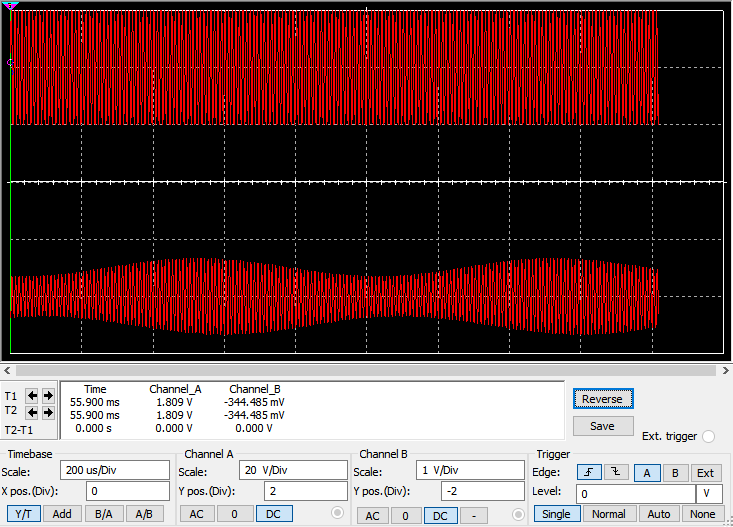 Time Channel_A Channel_B
T1 55.900 ms 1.809 V -344.485 mV
T2 55.900 ms 1.809 V -344.485 mV
T2-T1 0.000 s 0.000 V 0.000 V
Reverse
Save
Ext. trigger
Timebase Channel A Channel B Trigger
Scale: 200 us/Div Scale: 20 V/Div Scale: 1 V/Div Edge: A B Ext
X pos.(Div): 0 Y pos.(Div): 2 Y pos.(Div): -2 Level: 0 V
Y/T Add B/A A/B AC 0 DC AC 0 DC - Single Normal Auto None